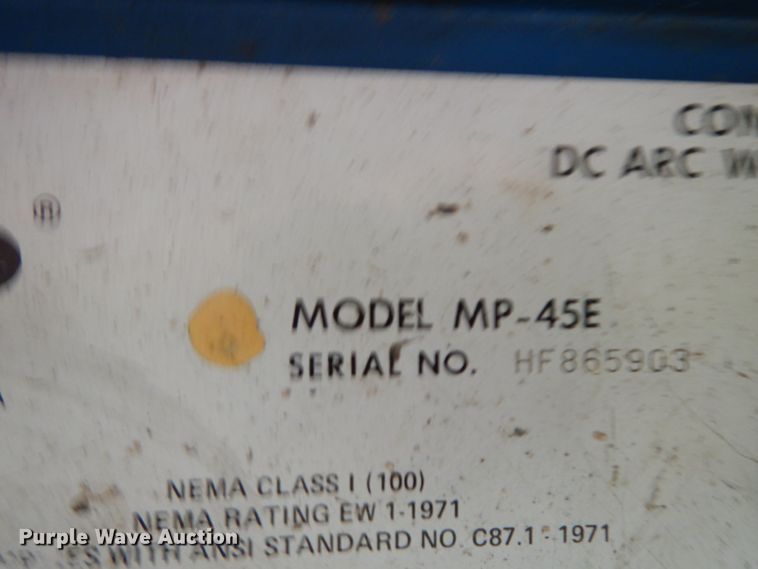 CON
DC ARC W
®
MODEL MP-45E
SERIAL NO. HF865903
NEMA CLASS I (100)
NEMA RATING EW 1-1971
WITH ANSI STANDARD NO. C87.1-1971
Purple Wave Auction